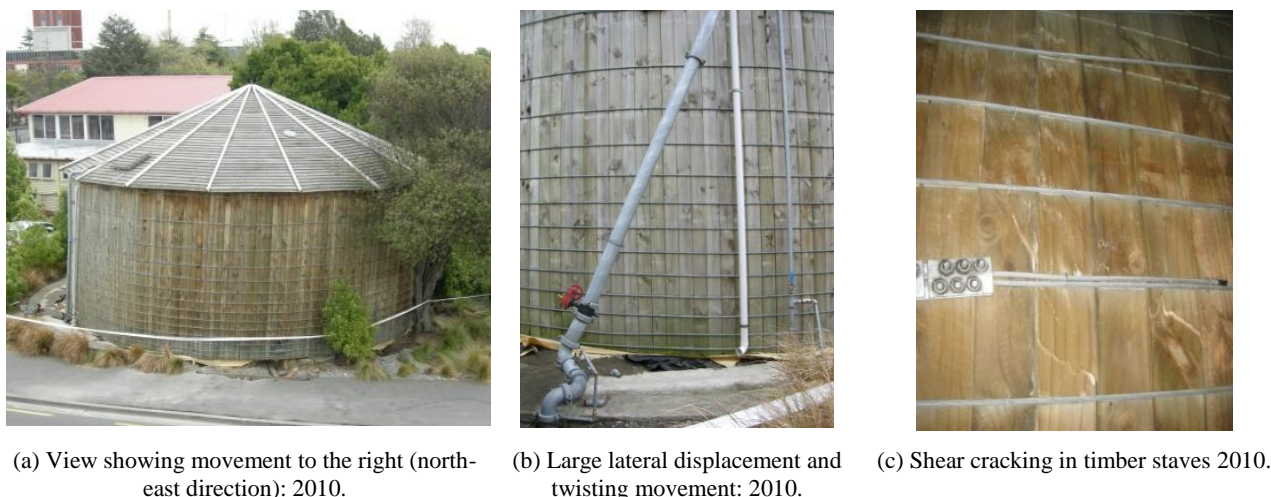 (a) View showing movement to the right (north-
east direction): 2010.
(b) Large lateral displacement and
twisting movement: 2010.
(c) Shear cracking in timber staves 2010.